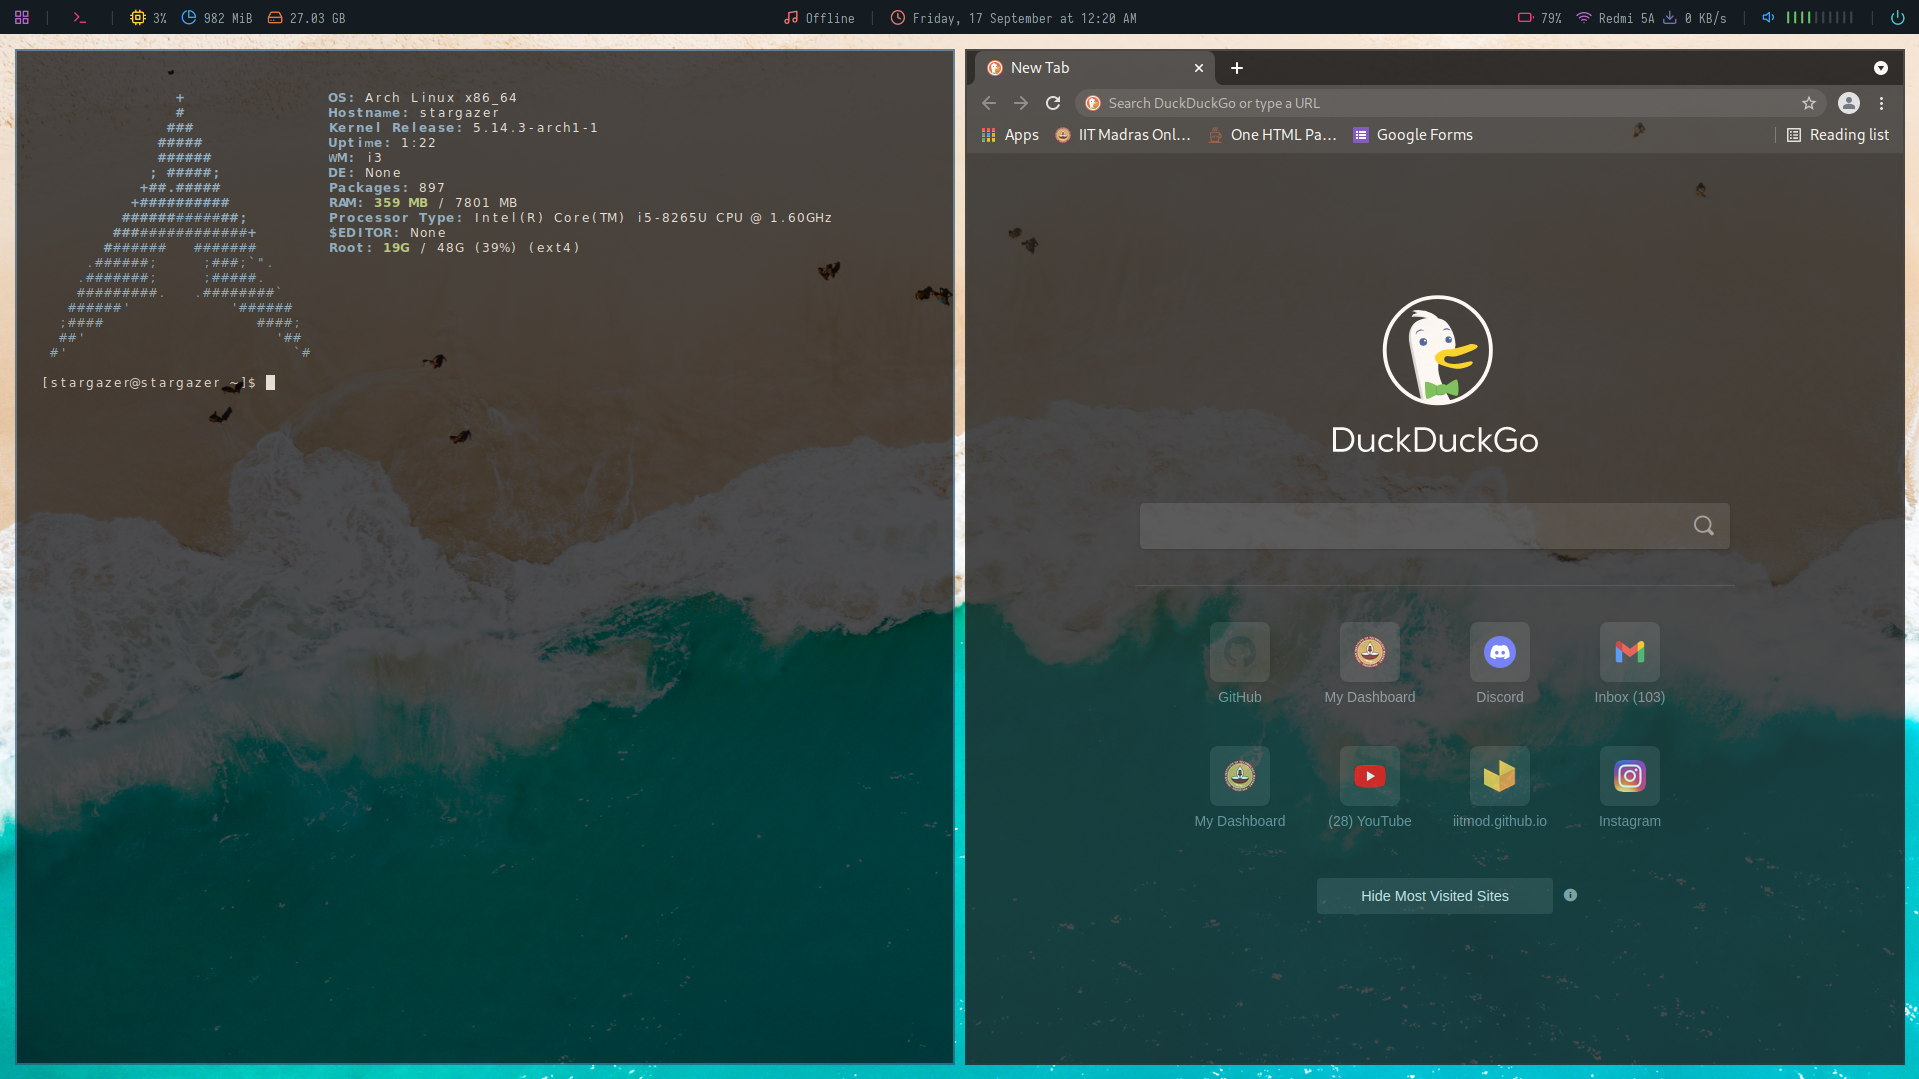 3% 982 MiB 27.03 GB Offline Friday, 17 September at 12:20 AM 79% Redmi 5A 0 KB/s
+
#
###
#####
######
; #####;
+##.#####
+##########
#############;
###############+
#######   #######
.######;     ;###;`".
.#######;     ;#####.
#########.   .########`
######'           '######
;####                 ####;
##'                     '##
#'                         `#
OS: Arch Linux x86_64
Hostname: stargazer
Kernel Release: 5.14.3-arch1-1
Uptime: 1:22
WM: i3
DE: None
Packages: 897
RAM: 359 MB / 7801 MB
Processor Type: Intel(R) Core(TM) i5-8265U CPU @ 1.60GHz
$EDITOR: None
Root: 19G / 48G (39%) (ext4)
[stargazer@stargazer ~]$
New Tab
Search DuckDuckGo or type a URL
Apps IIT Madras Onl... One HTML Pa... Google Forms Reading list
DuckDuckGo
GitHub My Dashboard Discord Inbox (103)
My Dashboard (28) YouTube iitmod.github.io Instagram
Hide Most Visited Sites